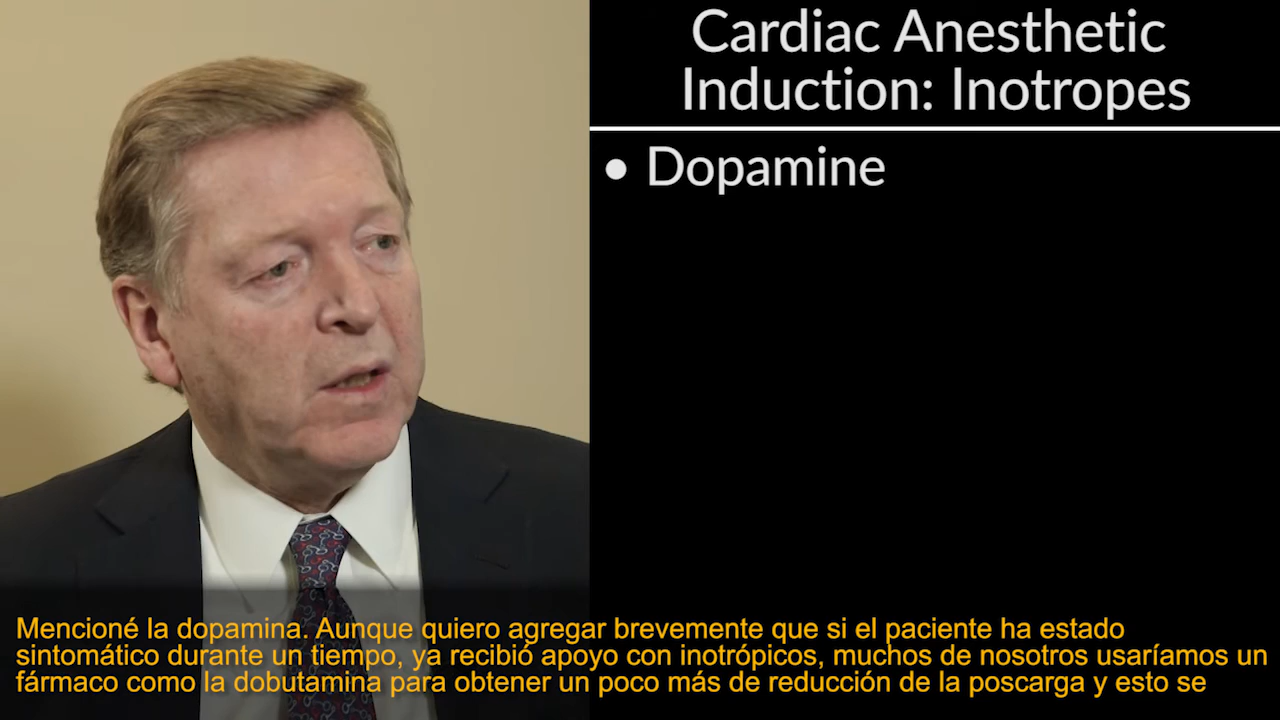 Cardiac Anesthetic
Induction: Inotropes
• Dopamine
Mencioné la dopamina. Aunque quiero agregar brevemente que si el paciente ha estado
sintomático durante un tiempo, ya recibió apoyo con inotrópicos, muchos de nosotros usaríamos un
fármaco como la dobutamina para obtener un poco más de reducción de la poscarga y esto se